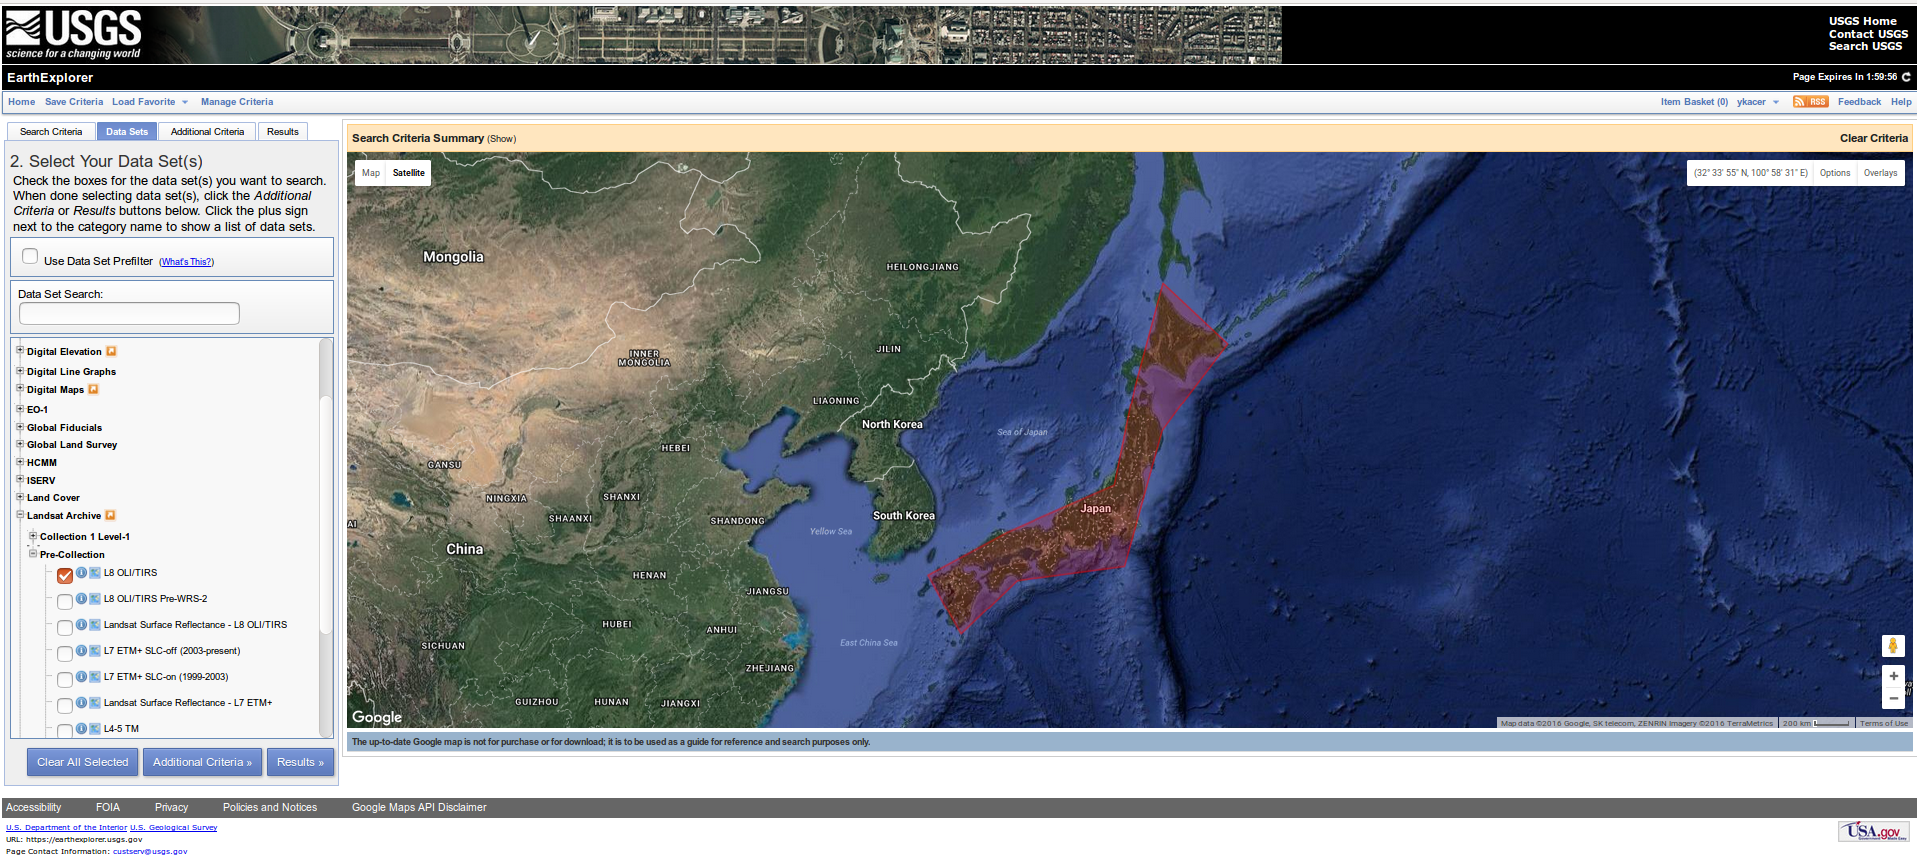 USGS
science for a changing world
USGS Home
Contact USGS
Search USGS
EarthExplorer
Page Expires In 1:59:56
Home Save Criteria Load Favorite Manage Criteria
Item Basket (0) ykacer RSS Feedback Help
Search Criteria Data Sets Additional Criteria Results
2. Select Your Data Set(s)
Check the boxes for the data set(s) you want to search.
When done selecting data set(s), click the Additional
Criteria or Results buttons below. Click the plus sign
next to the category name to show a list of data sets.
Use Data Set Prefilter (What's This?)
Data Set Search:
Digital Elevation
Digital Line Graphs
Digital Maps
EO-1
Global Fiducials
Global Land Survey
HCMM
ISERV
Land Cover
Landsat Archive
Collection 1 Level-1
Pre-Collection
L8 OLI/TIRS
L8 OLI/TIRS Pre-WRS-2
Landsat Surface Reflectance - L8 OLI/TIRS
L7 ETM+ SLC-off (2003-present)
L7 ETM+ SLC-on (1999-2003)
Landsat Surface Reflectance - L7 ETM+
L4-5 TM
Clear All Selected Additional Criteria » Results »
Search Criteria Summary (Show)
Clear Criteria
Map Satellite
(32° 33' 55" N, 100° 58' 31" E) Options Overlays
Mongolia
HEILONGJIANG
INNER
MONGOLIA
JILIN
LIAONING
North Korea
Sea of Japan
HEBEI
GANSU
NINGXIA
SHANXI
SHAANXI
SHANDONG
South Korea
Japan
Yellow Sea
China
HENAN
JIANGSU
HUBEI
ANHUI
SICHUAN
East China Sea
ZHEJIANG
GUIZHOU
HUNAN
JIANGXI
Google
Map data ©2016 Google, SK telecom, ZENRIN Imagery ©2016 TerraMetrics 200 km Terms of Use
The up-to-date Google map is not for purchase or for download; it is to be used as a guide for reference and search purposes only.
Accessibility FOIA Privacy Policies and Notices Google Maps API Disclaimer
U.S. Department of the Interior U.S. Geological Survey
URL: https://earthexplorer.usgs.gov
Page Contact Information: custserv@usgs.gov
USA.gov